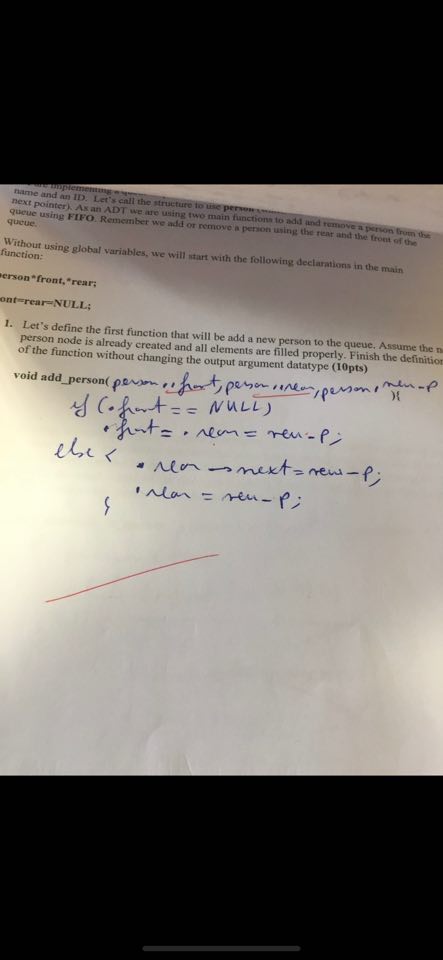 are implementing a
name and an ID. Let's call the structure to use person
next pointer). As an ADT we are using two main functions to add and remove a person from the
queue using FIFO. Remember we add or remove a person using the rear and the front of the
queue.
Without using global variables, we will start with the following declarations in the main
function:
erson*front,*rear;
ont=rear=NULL;
1. Let's define the first function that will be add a new person to the queue. Assume the n
person node is already created and all elements are filled properly. Finish the definition
of the function without changing the output argument datatype (10pts)
void add_person(person **front, person **rear, person * new-p ){
if (*front == NULL)
*front = *rear = new-p;
else {
*rear → next = new-p;
*rear = new-p;
}